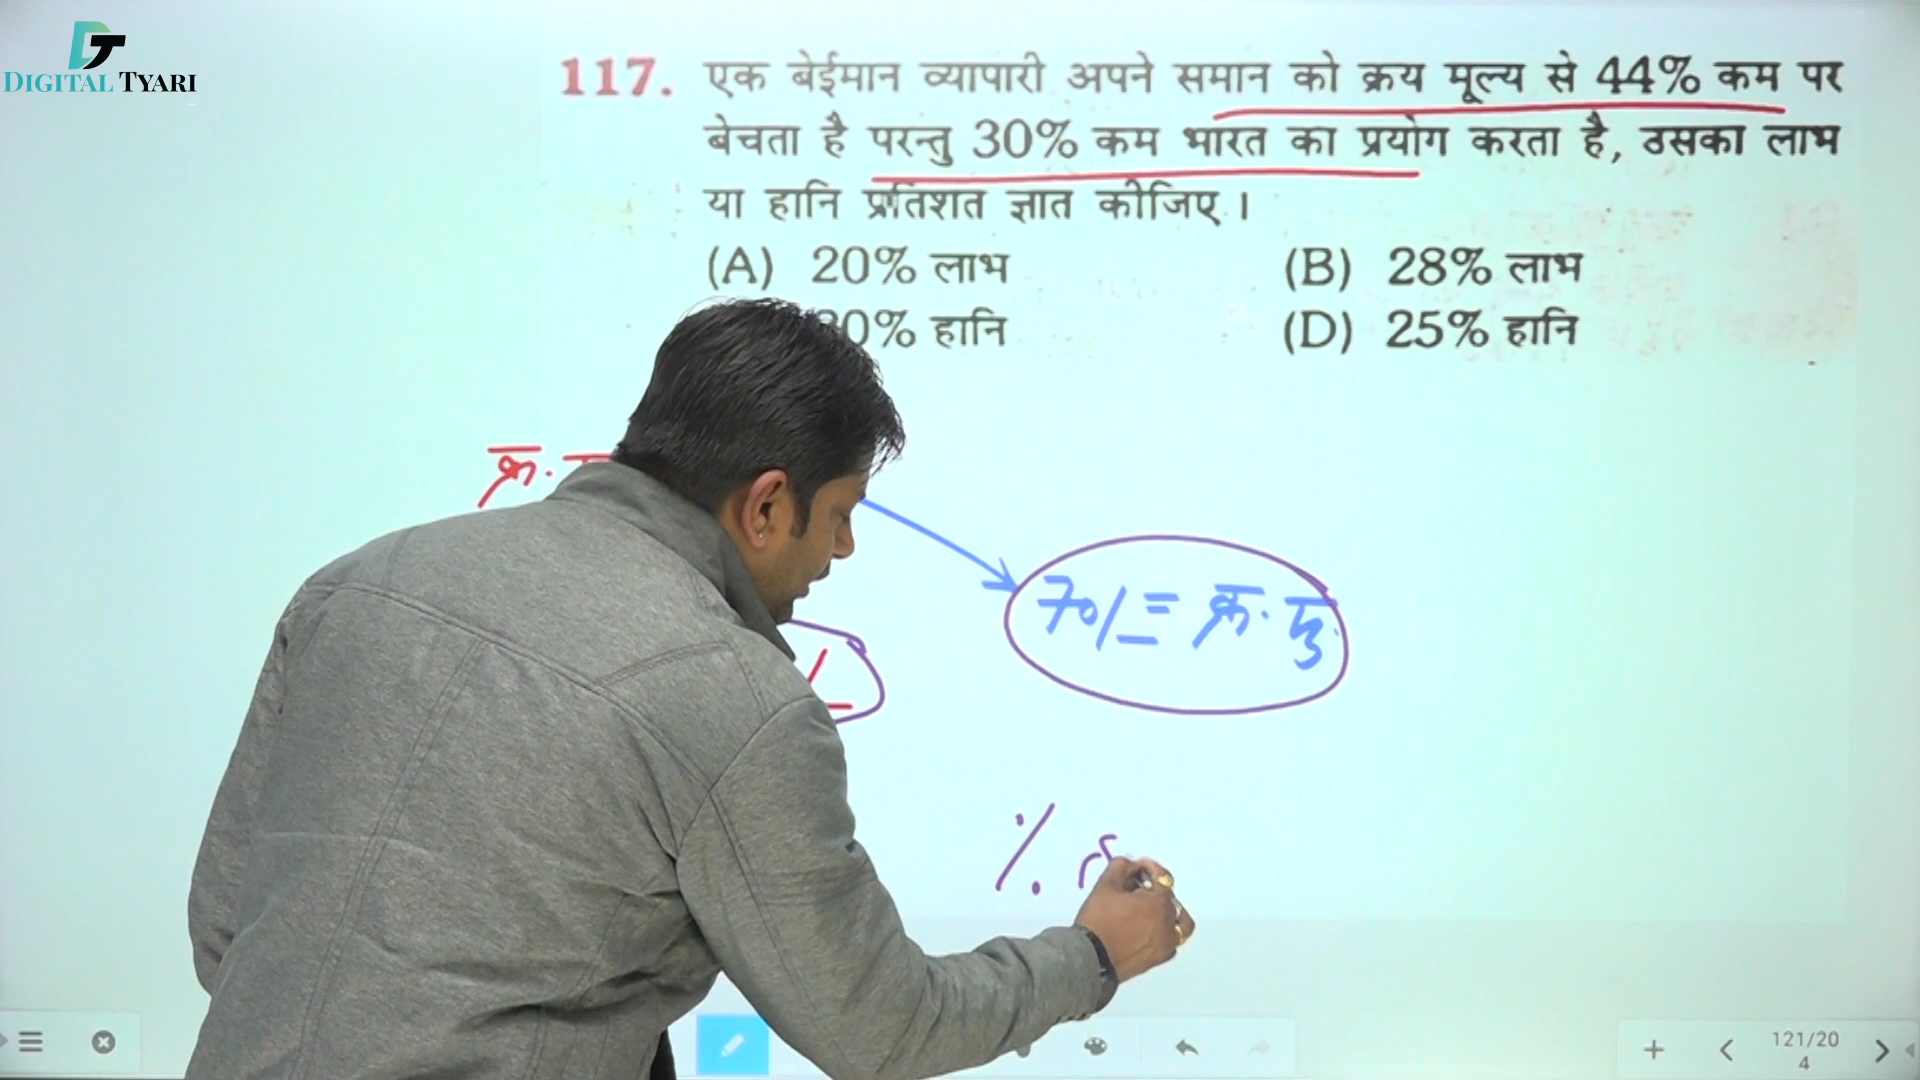 DIGITAL TYARI
117. एक बेईमान व्यापारी अपने समान को क्रय मूल्य से 44% कम पर
बेचता है परन्तु 30% कम भारत का प्रयोग करता है, उसका लाभ
या हानि प्रतिशत ज्ञात कीजिए।
(A) 20% लाभ (B) 28% लाभ
0% हानि (D) 25% हानि
क्र.
70% = क्र. मू.
%
121/20
4